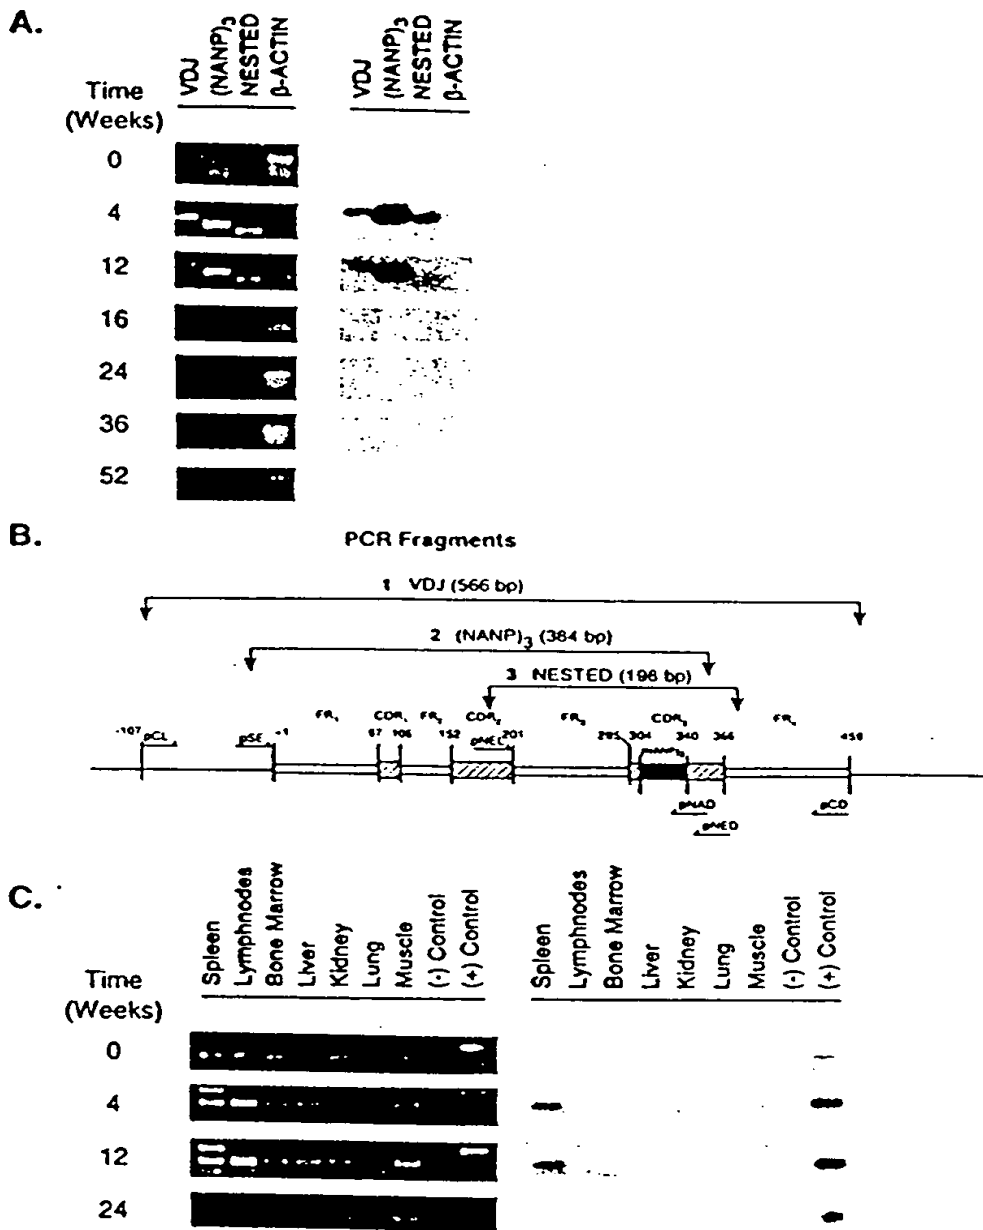 A.
VDJ
(NANP)3
NESTED
β-ACTIN
VDJ
(NANP)3
NESTED
β-ACTIN
Time
(Weeks)
0
4
12
16
24
36
52
B.
PCR Fragments
1 VDJ (566 bp)
2 (NANP)3 (384 bp)
3 NESTED (198 bp)
FR1 CDR1 FR2 CDR2 FR3 CDR3 FR4
-107 pCL pSE +1 97 106 152 pNEL 201 295 304 340 366 459
pNAD pCD
pNED
C.
Spleen
Lymphnodes
Bone Marrow
Liver
Kidney
Lung
Muscle
(-) Control
(+) Control
Spleen
Lymphnodes
Bone Marrow
Liver
Kidney
Lung
Muscle
(-) Control
(+) Control
Time
(Weeks)
0
4
12
24